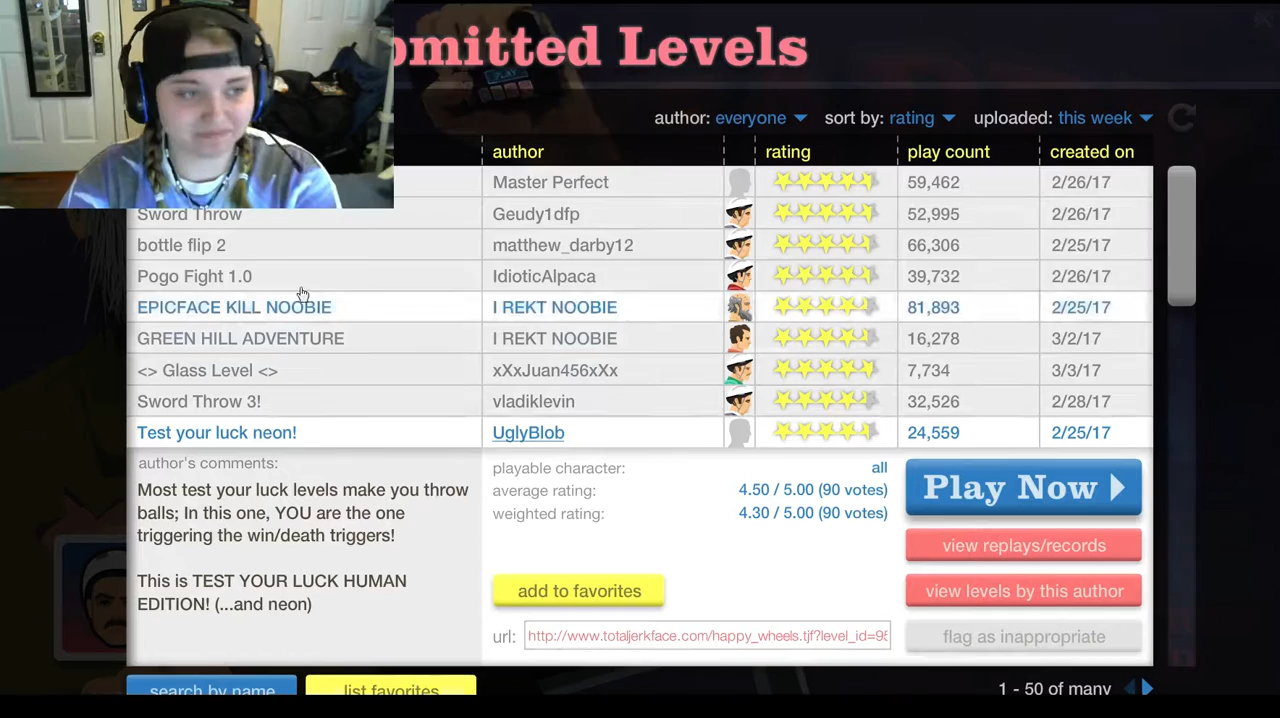 omitted Levels
author: everyone sort by: rating uploaded: this week
author rating play count created on
Master Perfect 59,462 2/26/17
Sword Throw Geudy1dfp 52,995 2/26/17
bottle flip 2 matthew_darby12 66,306 2/25/17
Pogo Fight 1.0 IdioticAlpaca 39,732 2/26/17
EPICFACE KILL NOOBIE I REKT NOOBIE 81,893 2/25/17
GREEN HILL ADVENTURE I REKT NOOBIE 16,278 3/2/17
<> Glass Level <> xXxJuan456xXx 7,734 3/3/17
Sword Throw 3! vladiklevin 32,526 2/28/17
Test your luck neon! UglyBlob 24,559 2/25/17
author's comments:
Most test your luck levels make you throw
balls; In this one, YOU are the one
triggering the win/death triggers!
This is TEST YOUR LUCK HUMAN
EDITION! (...and neon)
playable character: all
average rating: 4.50 / 5.00 (90 votes)
weighted rating: 4.30 / 5.00 (90 votes)
add to favorites
url: http://www.totaljerkface.com/happy_wheels.tjf?level_id=95
Play Now
view replays/records
view levels by this author
flag as inappropriate
search by name list favorites 1 - 50 of many